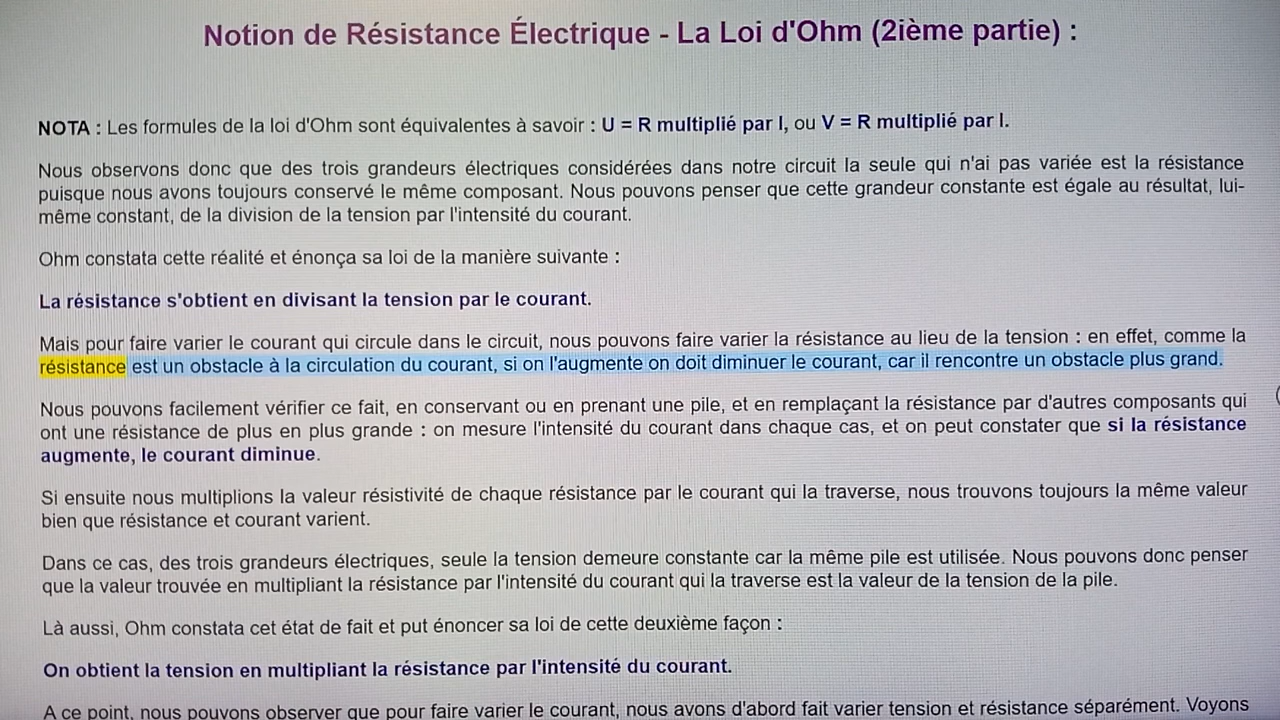 Notion de Résistance Électrique - La Loi d'Ohm (2ième partie) :
NOTA : Les formules de la loi d'Ohm sont équivalentes à savoir : U = R multiplié par I, ou V = R multiplié par I.
Nous observons donc que des trois grandeurs électriques considérées dans notre circuit la seule qui n'ai pas variée est la résistance
puisque nous avons toujours conservé le même composant. Nous pouvons penser que cette grandeur constante est égale au résultat, lui-
même constant, de la division de la tension par l'intensité du courant.
Ohm constata cette réalité et énonça sa loi de la manière suivante :
La résistance s'obtient en divisant la tension par le courant.
Mais pour faire varier le courant qui circule dans le circuit, nous pouvons faire varier la résistance au lieu de la tension : en effet, comme la
résistance est un obstacle à la circulation du courant, si on l'augmente on doit diminuer le courant, car il rencontre un obstacle plus grand.
Nous pouvons facilement vérifier ce fait, en conservant ou en prenant une pile, et en remplaçant la résistance par d'autres composants qui
ont une résistance de plus en plus grande : on mesure l'intensité du courant dans chaque cas, et on peut constater que si la résistance
augmente, le courant diminue.
Si ensuite nous multiplions la valeur résistivité de chaque résistance par le courant qui la traverse, nous trouvons toujours la même valeur
bien que résistance et courant varient.
Dans ce cas, des trois grandeurs électriques, seule la tension demeure constante car la même pile est utilisée. Nous pouvons donc penser
que la valeur trouvée en multipliant la résistance par l'intensité du courant qui la traverse est la valeur de la tension de la pile.
Là aussi, Ohm constata cet état de fait et put énoncer sa loi de cette deuxième façon :
On obtient la tension en multipliant la résistance par l'intensité du courant.
A ce point, nous pouvons observer que pour faire varier le courant, nous avons d'abord fait varier tension et résistance séparément. Voyons